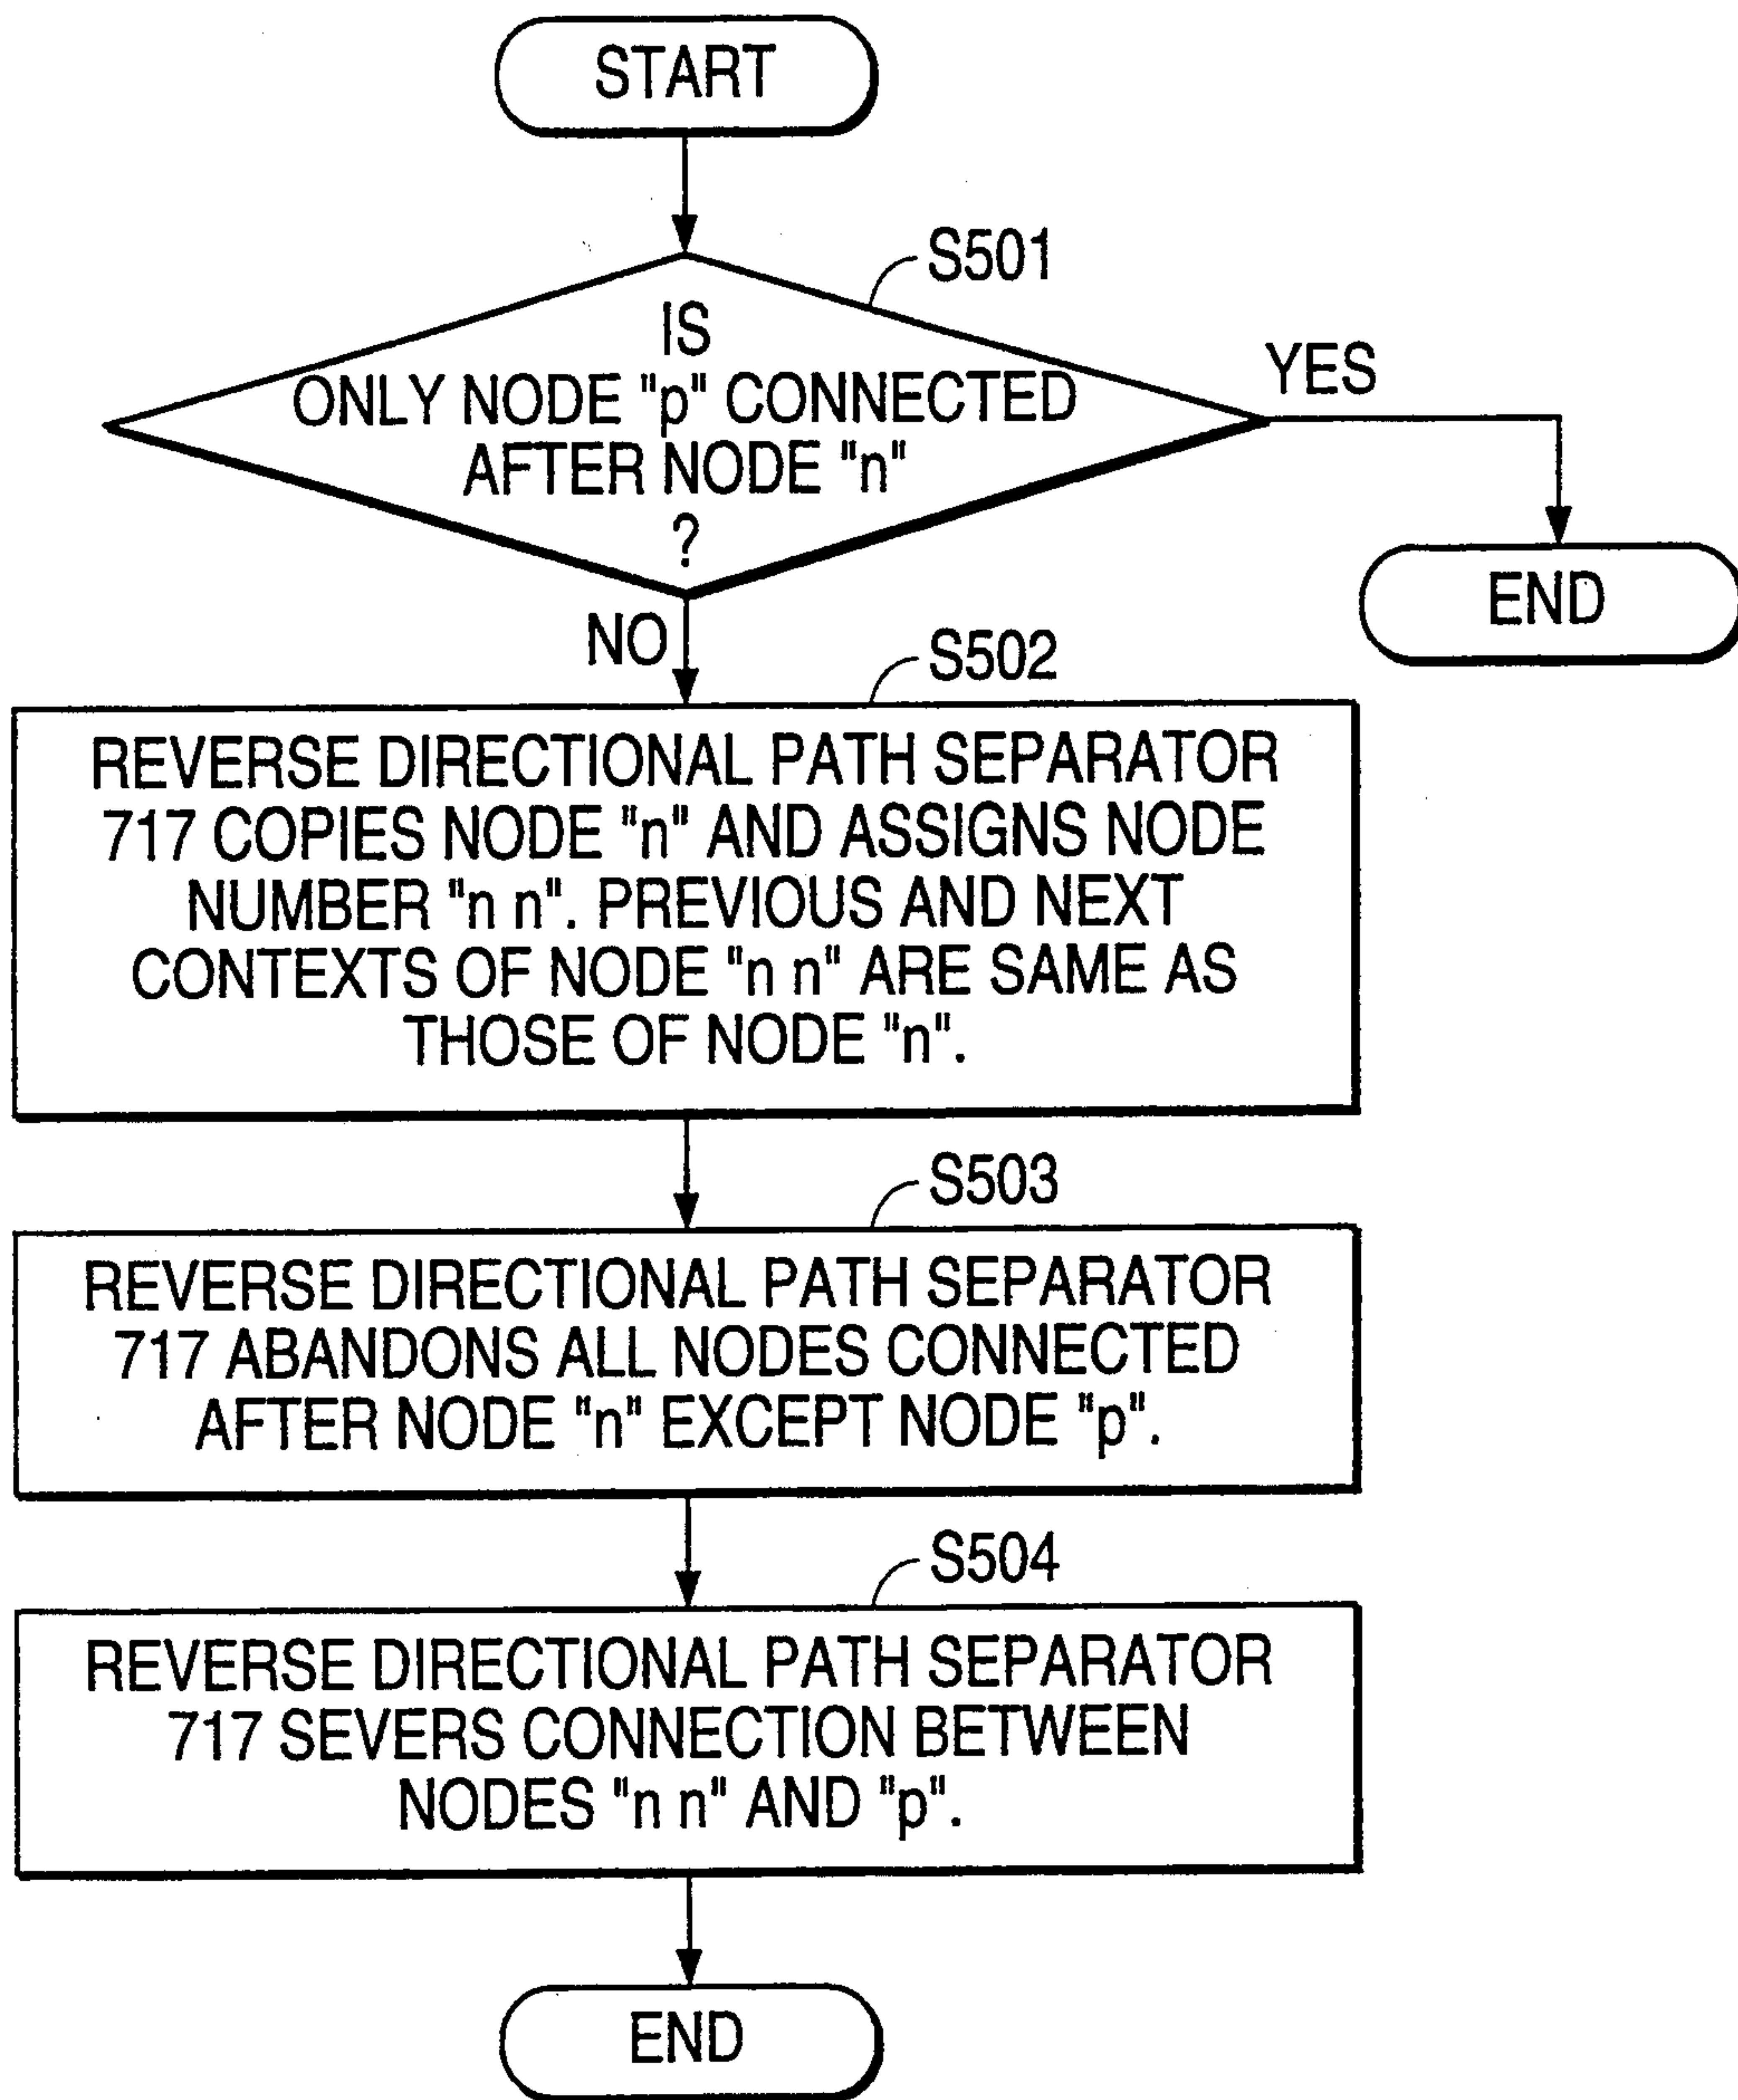 START
S501
IS
ONLY NODE "p" CONNECTED
AFTER NODE "n"
?
YES
END
NO
S502
REVERSE DIRECTIONAL PATH SEPARATOR
717 COPIES NODE "n" AND ASSIGNS NODE
NUMBER "n n". PREVIOUS AND NEXT
CONTEXTS OF NODE "n n" ARE SAME AS
THOSE OF NODE "n".
S503
REVERSE DIRECTIONAL PATH SEPARATOR
717 ABANDONS ALL NODES CONNECTED
AFTER NODE "n" EXCEPT NODE "p".
S504
REVERSE DIRECTIONAL PATH SEPARATOR
717 SEVERS CONNECTION BETWEEN
NODES "n n" AND "p".
END